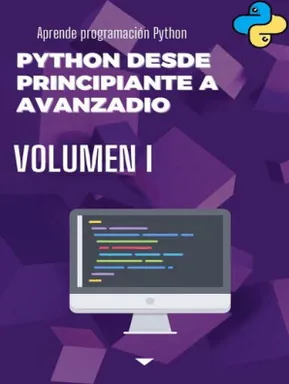 Aprende programación Python
PYTHON DESDE
PRINCIPIANTE A
AVANZADIO
VOLUMEN I